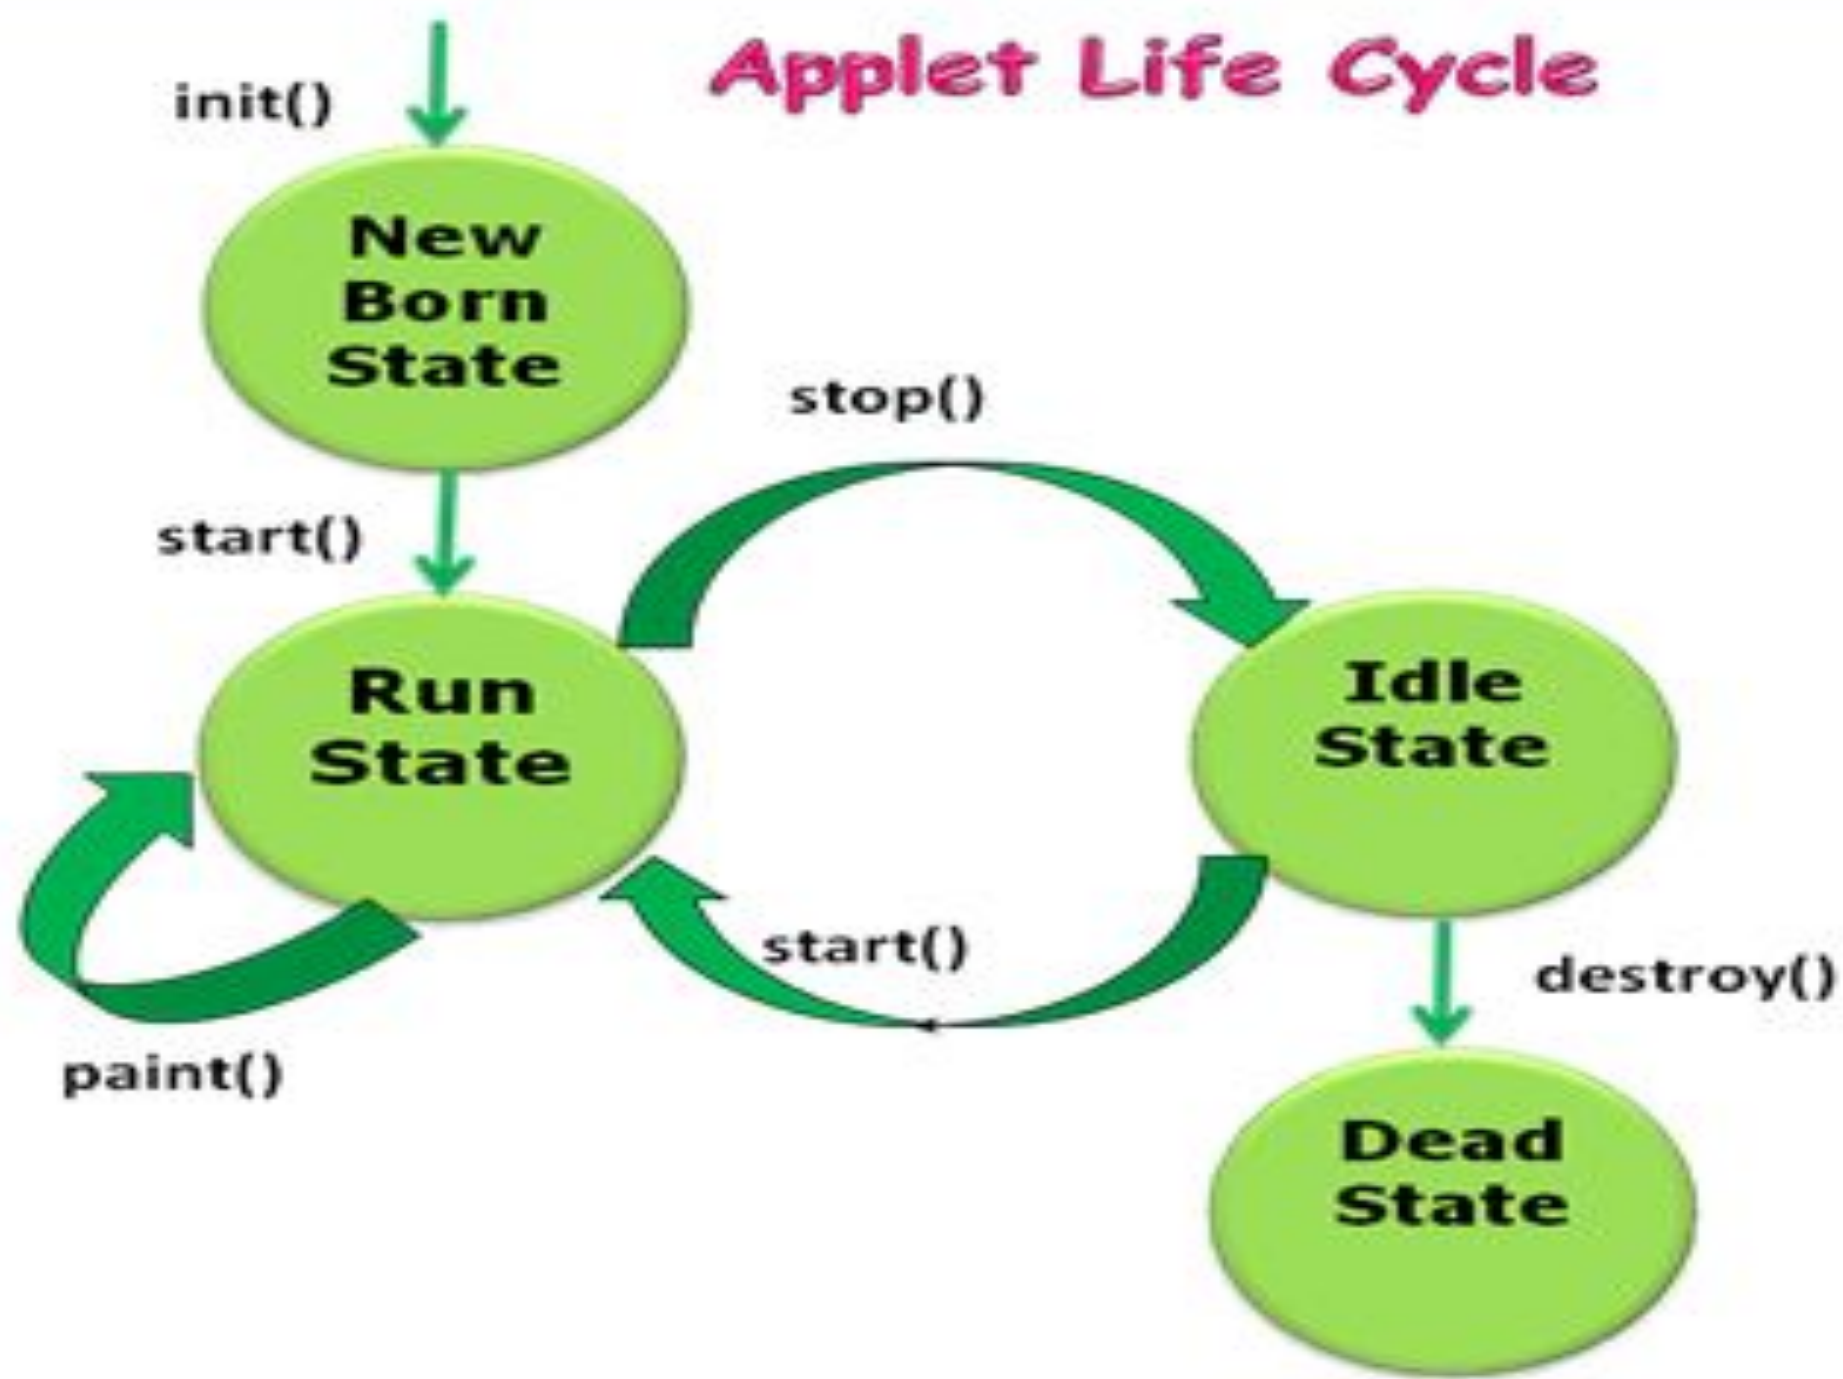 Applet Life Cycle
init()
New
Born
State
stop()
start()
Run
State
Idle
State
start()
destroy()
paint()
Dead
State